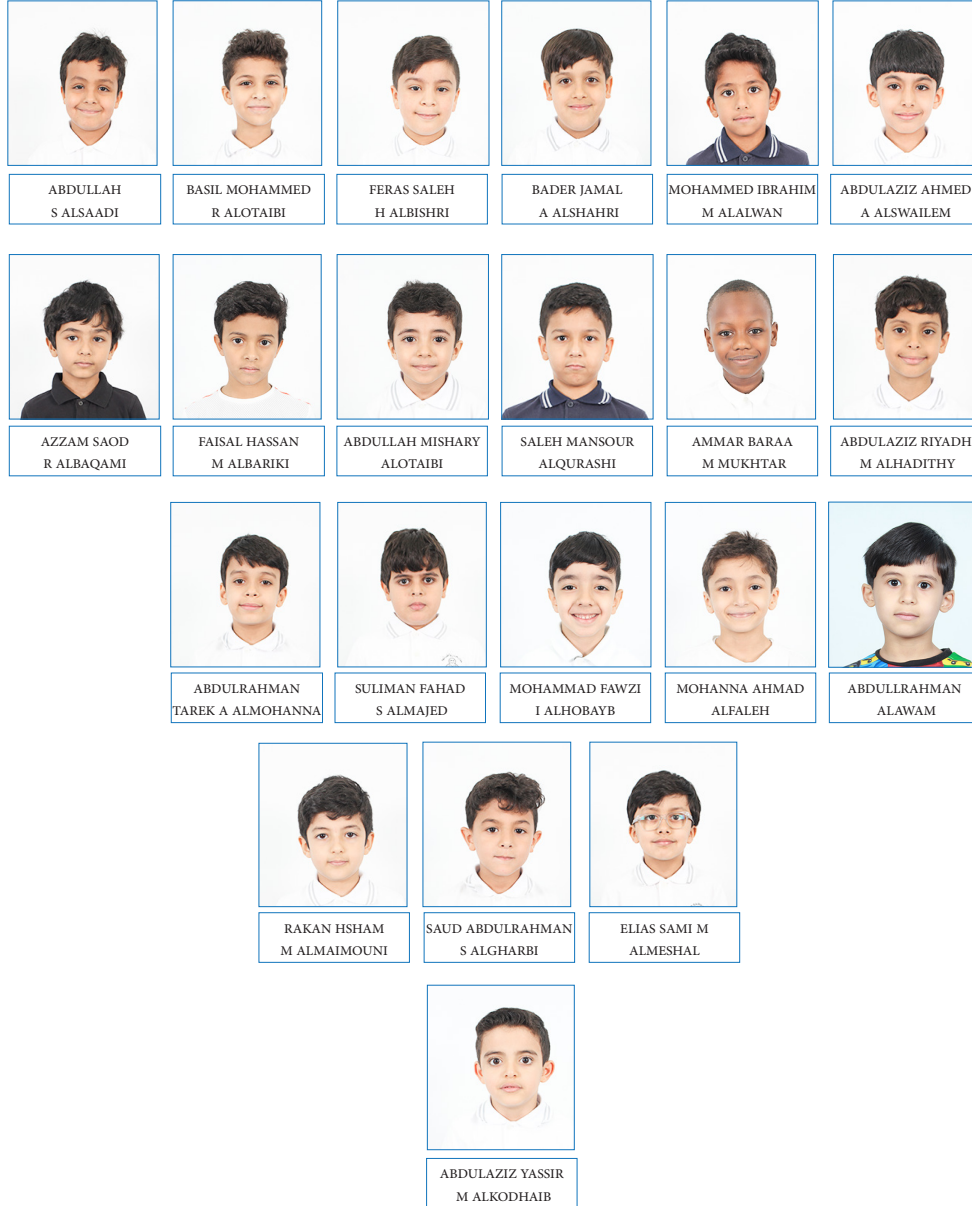 ABDULLAH
S ALSAADI
BASIL MOHAMMED
R ALOTAIBI
FERAS SALEH
H ALBISHRI
BADER JAMAL
A ALSHAHRI
MOHAMMED IBRAHIM
M ALALWAN
ABDULAZIZ AHMED
A ALSWAILEM
AZZAM SAOD
R ALBAQAMI
FAISAL HASSAN
M ALBARIKI
ABDULLAH MISHARY
ALOTAIBI
SALEH MANSOUR
ALQURASHI
AMMAR BARAA
M MUKHTAR
ABDULAZIZ RIYADH
M ALHADITHY
ABDULRAHMAN
TAREK A ALMOHANNA
SULIMAN FAHAD
S ALMAJED
MOHAMMAD FAWZI
I ALHOBAYB
MOHANNA AHMAD
ALFALEH
ABDULLRAHMAN
ALAWAM
RAKAN HSHAM
M ALMAIMOUNI
SAUD ABDULRAHMAN
S ALGHARBI
ELIAS SAMI M
ALMESHAL
ABDULAZIZ YASSIR
M ALKODHAIB